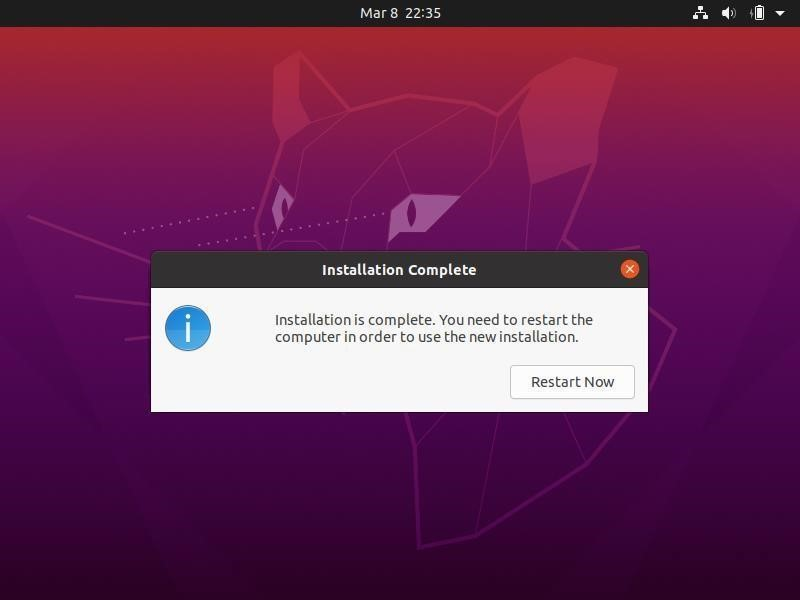 Mar 8 22:35
Installation Complete
Installation is complete. You need to restart the
computer in order to use the new installation.
Restart Now